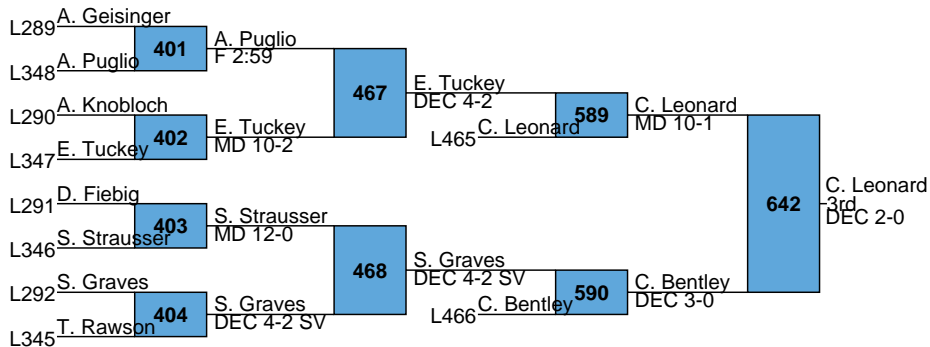 A. Geisinger
L289
401
A. Puglio
F 2:59
A. Puglio
L348
467
E. Tuckey
DEC 4-2
A. Knobloch
L290
402
E. Tuckey
MD 10-2
E. Tuckey
L347
C. Leonard
L465
589
C. Leonard
MD 10-1
D. Fiebig
L291
403
S. Strausser
MD 12-0
S. Strausser
L346
642
C. Leonard
3rd
DEC 2-0
468
S. Graves
DEC 4-2 SV
S. Graves
L292
404
S. Graves
DEC 4-2 SV
T. Rawson
L345
C. Bentley
L466
590
C. Bentley
DEC 3-0